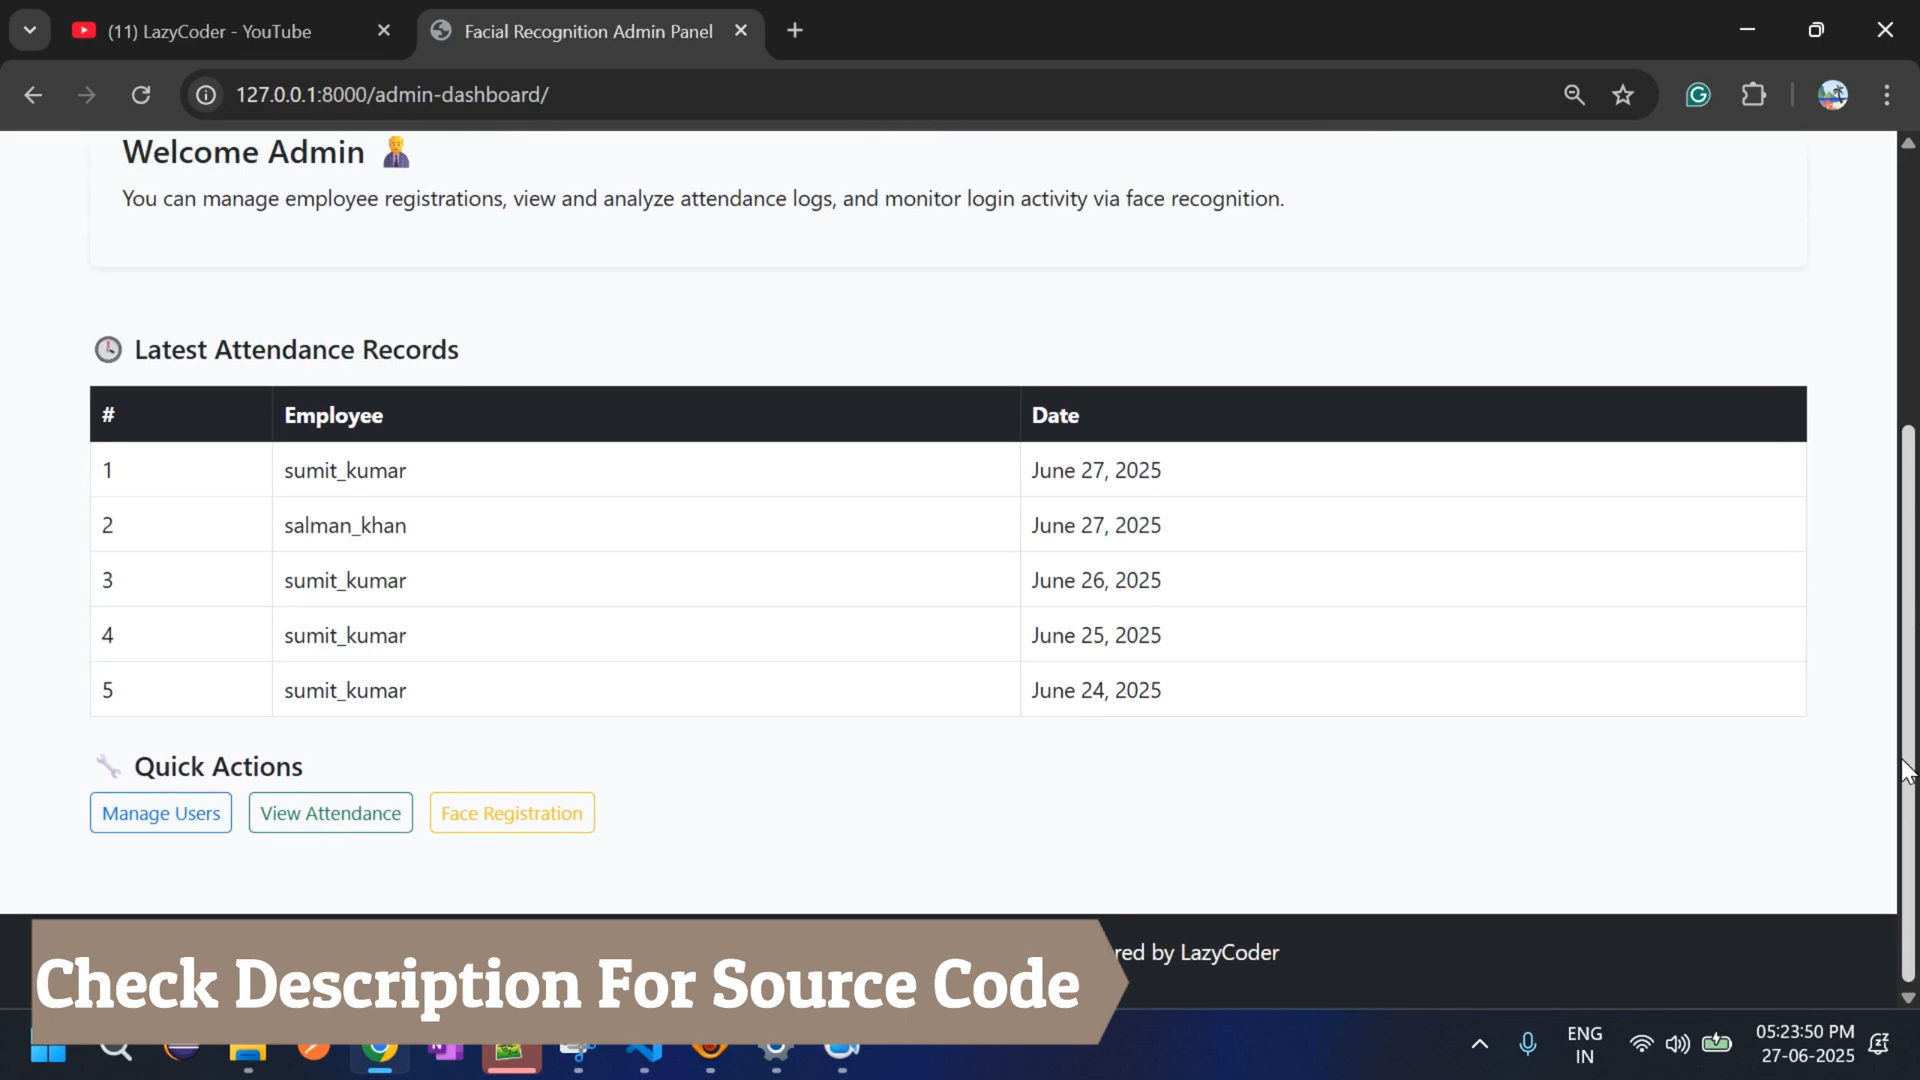 (11) LazyCoder - YouTube
Facial Recognition Admin Panel
127.0.0.1:8000/admin-dashboard/
Welcome Admin
You can manage employee registrations, view and analyze attendance logs, and monitor login activity via face recognition.
Latest Attendance Records
# Employee Date
1 sumit_kumar June 27, 2025
2 salman_khan June 27, 2025
3 sumit_kumar June 26, 2025
4 sumit_kumar June 25, 2025
5 sumit_kumar June 24, 2025
Quick Actions
Manage Users View Attendance Face Registration
red by LazyCoder
Check Description For Source Code
ENG
IN
05:23:50 PM
27-06-2025